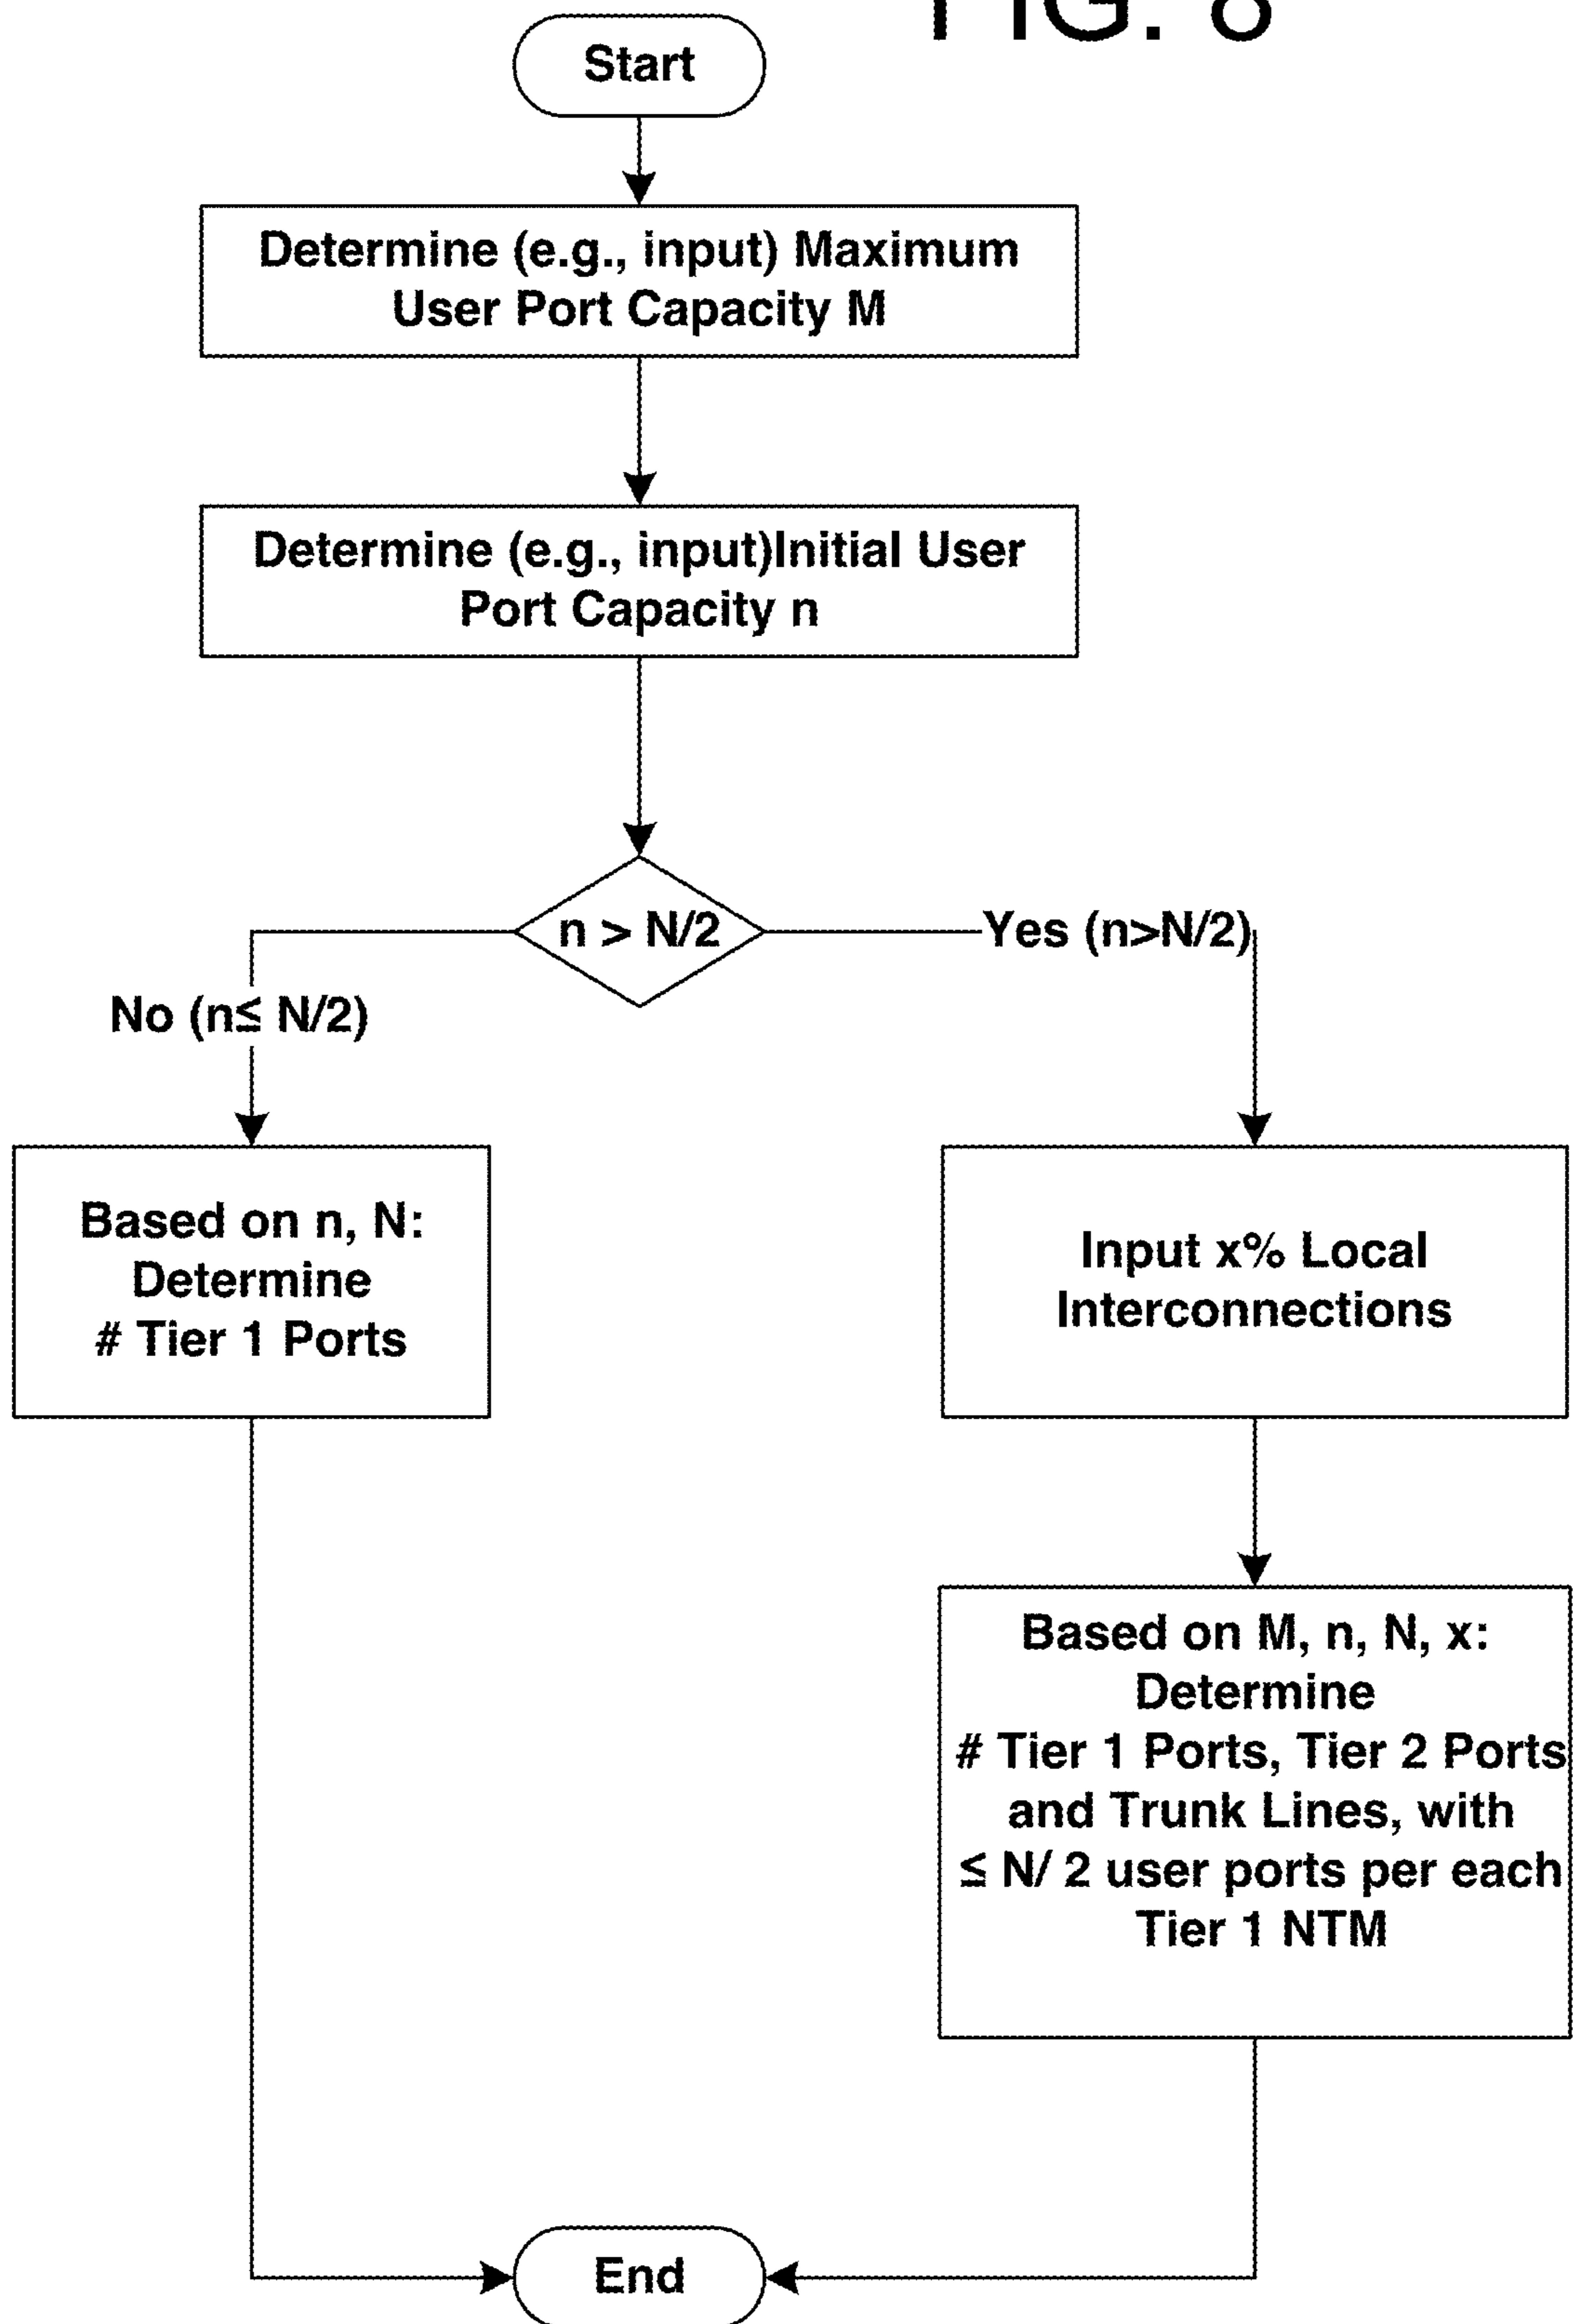 FIG. 8
Start
Determine (e.g., input) Maximum
User Port Capacity M
Determine (e.g., input)Initial User
Port Capacity n
n > N/2
Yes (n>N/2)
No (n≤ N/2)
Based on n, N:
Determine
# Tier 1 Ports
Input x% Local
Interconnections
Based on M, n, N, x:
Determine
# Tier 1 Ports, Tier 2 Ports
and Trunk Lines, with
≤ N/ 2 user ports per each
Tier 1 NTM
End